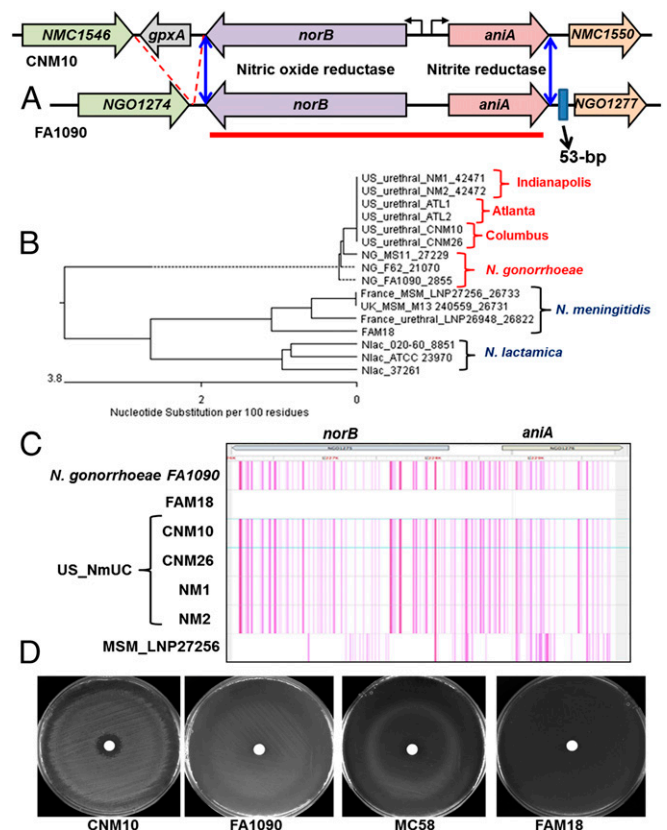 NMC1546 gpxA norB aniA NMC1550
CNM10
Nitric oxide reductase Nitrite reductase
A
NGO1274 norB aniA NGO1277
FA1090
53-bp
B
US_urethral_NM1_42471
US_urethral_NM2_42472
Indianapolis
US_urethral_ATL1
US_urethral_ATL2
Atlanta
US_urethral_CNM10
US_urethral_CNM26
Columbus
NG_MS11_27229
NG_F62_21070
NG_FA1090_2855
N. gonorrhoeae
France_MSM_LNP27256_26733
UK_MSM_M13_240559_26731
France_urethral_LNP26948_26822
FAM18
N. meningitidis
Nlac_020-60_8851
Nlac_ATCC 23970
Nlac_37261
N. lactamica
3.8 2 0
Nucleotide Substitution per 100 residues
C
norB aniA
NGO1275 NGO1276
N. gonorrhoeae FA1090
FAM18
US_NmUC
CNM10
CNM26
NM1
NM2
MSM_LNP27256
D
CNM10 FA1090 MC58 FAM18